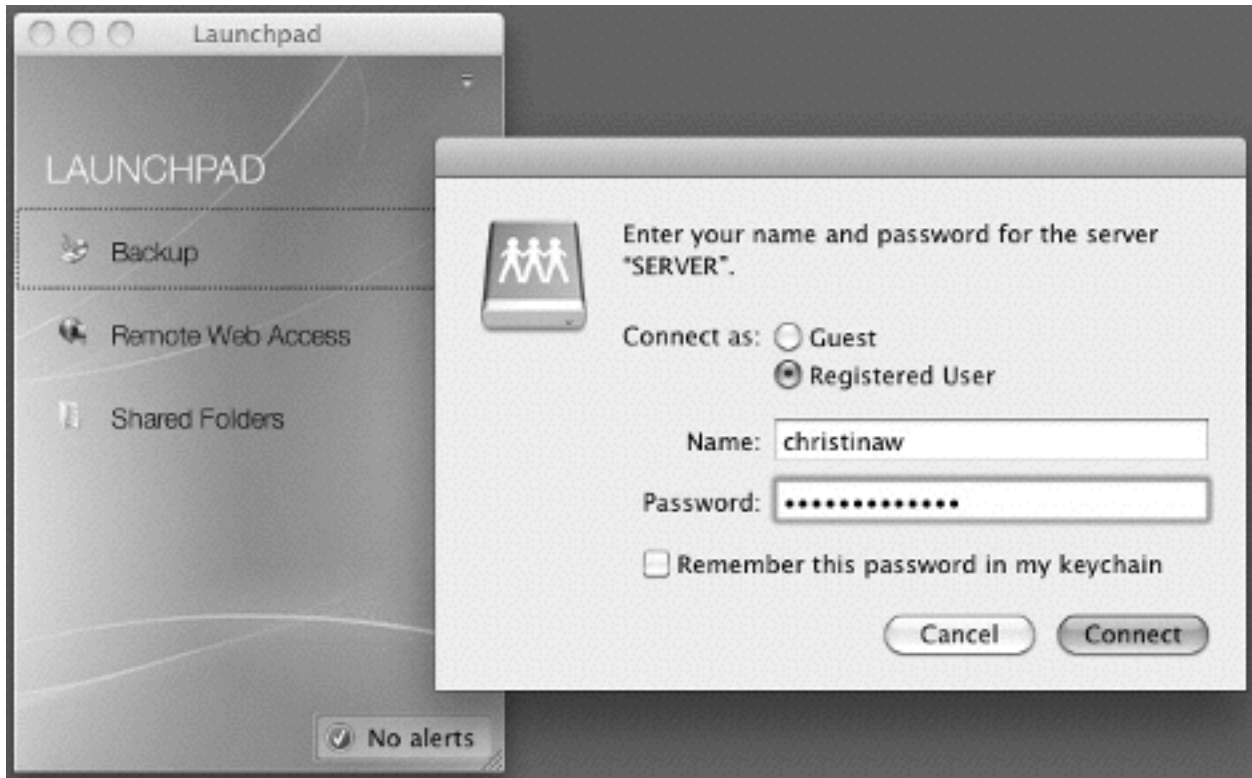 Launchpad
LAUNCHPAD
Backup
Remote Web Access
Shared Folders
No alerts
Enter your name and password for the server
“SERVER”.
Connect as: Guest
Registered User
Name: christinaw
Password: •••••••••••••
Remember this password in my keychain
Cancel Connect